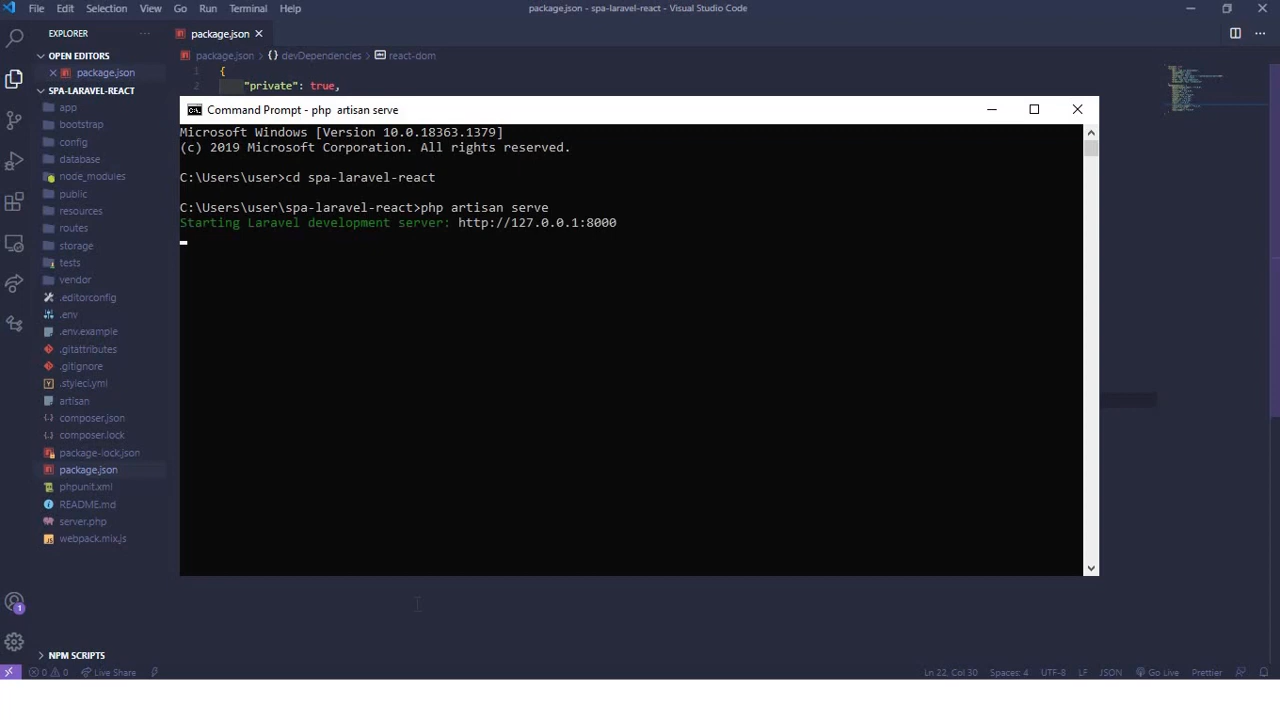 File Edit Selection View Go Run Terminal Help
package.json - spa-laravel-react - Visual Studio Code
EXPLORER
package.json
OPEN EDITORS
package.json > {} devDependencies > react-dom
package.json
1 {
SPA-LARAVEL-REACT
2 "private": true,
app
bootstrap
config
database
node_modules
public
resources
routes
storage
tests
vendor
.editorconfig
.env
.env.example
.gitattributes
.gitignore
.styleci.yml
artisan
composer.json
composer.lock
package-lock.json
package.json
phpunit.xml
README.md
server.php
webpack.mix.js
NPM SCRIPTS
Command Prompt - php artisan serve
Microsoft Windows [Version 10.0.18363.1379]
(c) 2019 Microsoft Corporation. All rights reserved.
C:\Users\user>cd spa-laravel-react
C:\Users\user\spa-laravel-react>php artisan serve
Starting Laravel development server: http://127.0.0.1:8000
1
0 0 Live Share
Ln 22, Col 30 Spaces: 4 UTF-8 LF JSON Go Live Prettier